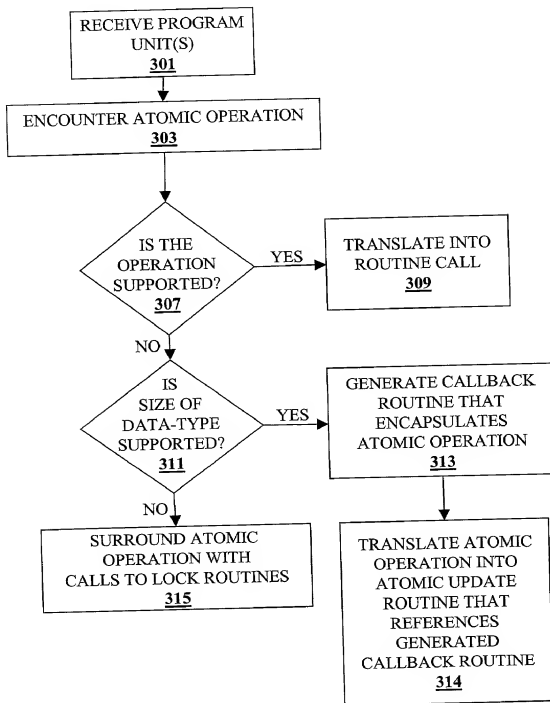 RECEIVE PROGRAM
UNIT(S)
301
ENCOUNTER ATOMIC OPERATION
303
IS THE
OPERATION
SUPPORTED?
307
YES
TRANSLATE INTO
ROUTINE CALL
309
NO
IS
SIZE OF
DATA-TYPE
SUPPORTED?
311
YES
GENERATE CALLBACK
ROUTINE THAT
ENCAPSULATES
ATOMIC OPERATION
313
NO
SURROUND ATOMIC
OPERATION WITH
CALLS TO LOCK ROUTINES
315
TRANSLATE ATOMIC
OPERATION INTO
ATOMIC UPDATE
ROUTINE THAT
REFERENCES
GENERATED
CALLBACK ROUTINE
314